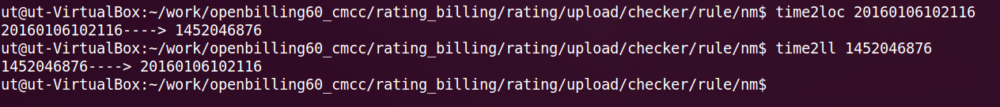 ut@ut-VirtualBox:~/work/openbilling60_cmcc/rating_billing/rating/upload/checker/rule/nm$ time2loc 20160106102116
20160106102116----> 1452046876
ut@ut-VirtualBox:~/work/openbilling60_cmcc/rating_billing/rating/upload/checker/rule/nm$ time2ll 1452046876
1452046876----> 20160106102116
ut@ut-VirtualBox:~/work/openbilling60_cmcc/rating_billing/rating/upload/checker/rule/nm$